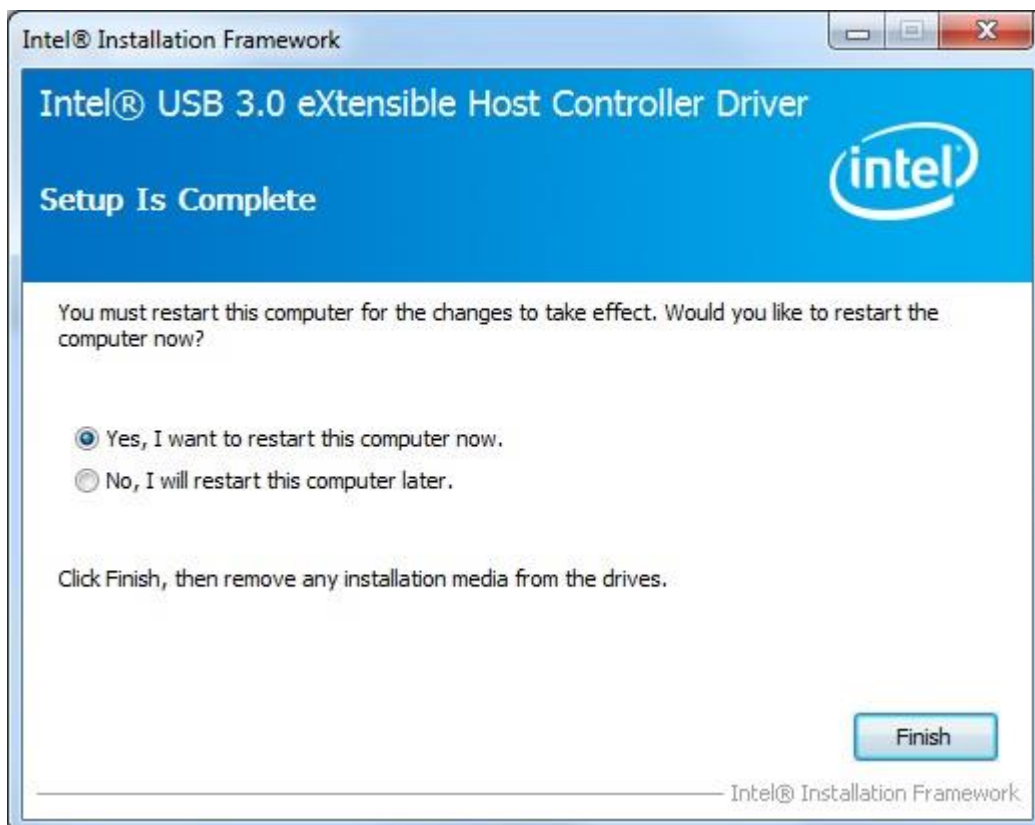 Intel® Installation Framework
Intel® USB 3.0 eXtensible Host Controller Driver
intel
Setup Is Complete
You must restart this computer for the changes to take effect. Would you like to restart the
computer now?
Yes, I want to restart this computer now.
No, I will restart this computer later.
Click Finish, then remove any installation media from the drives.
Finish
Intel® Installation Framework